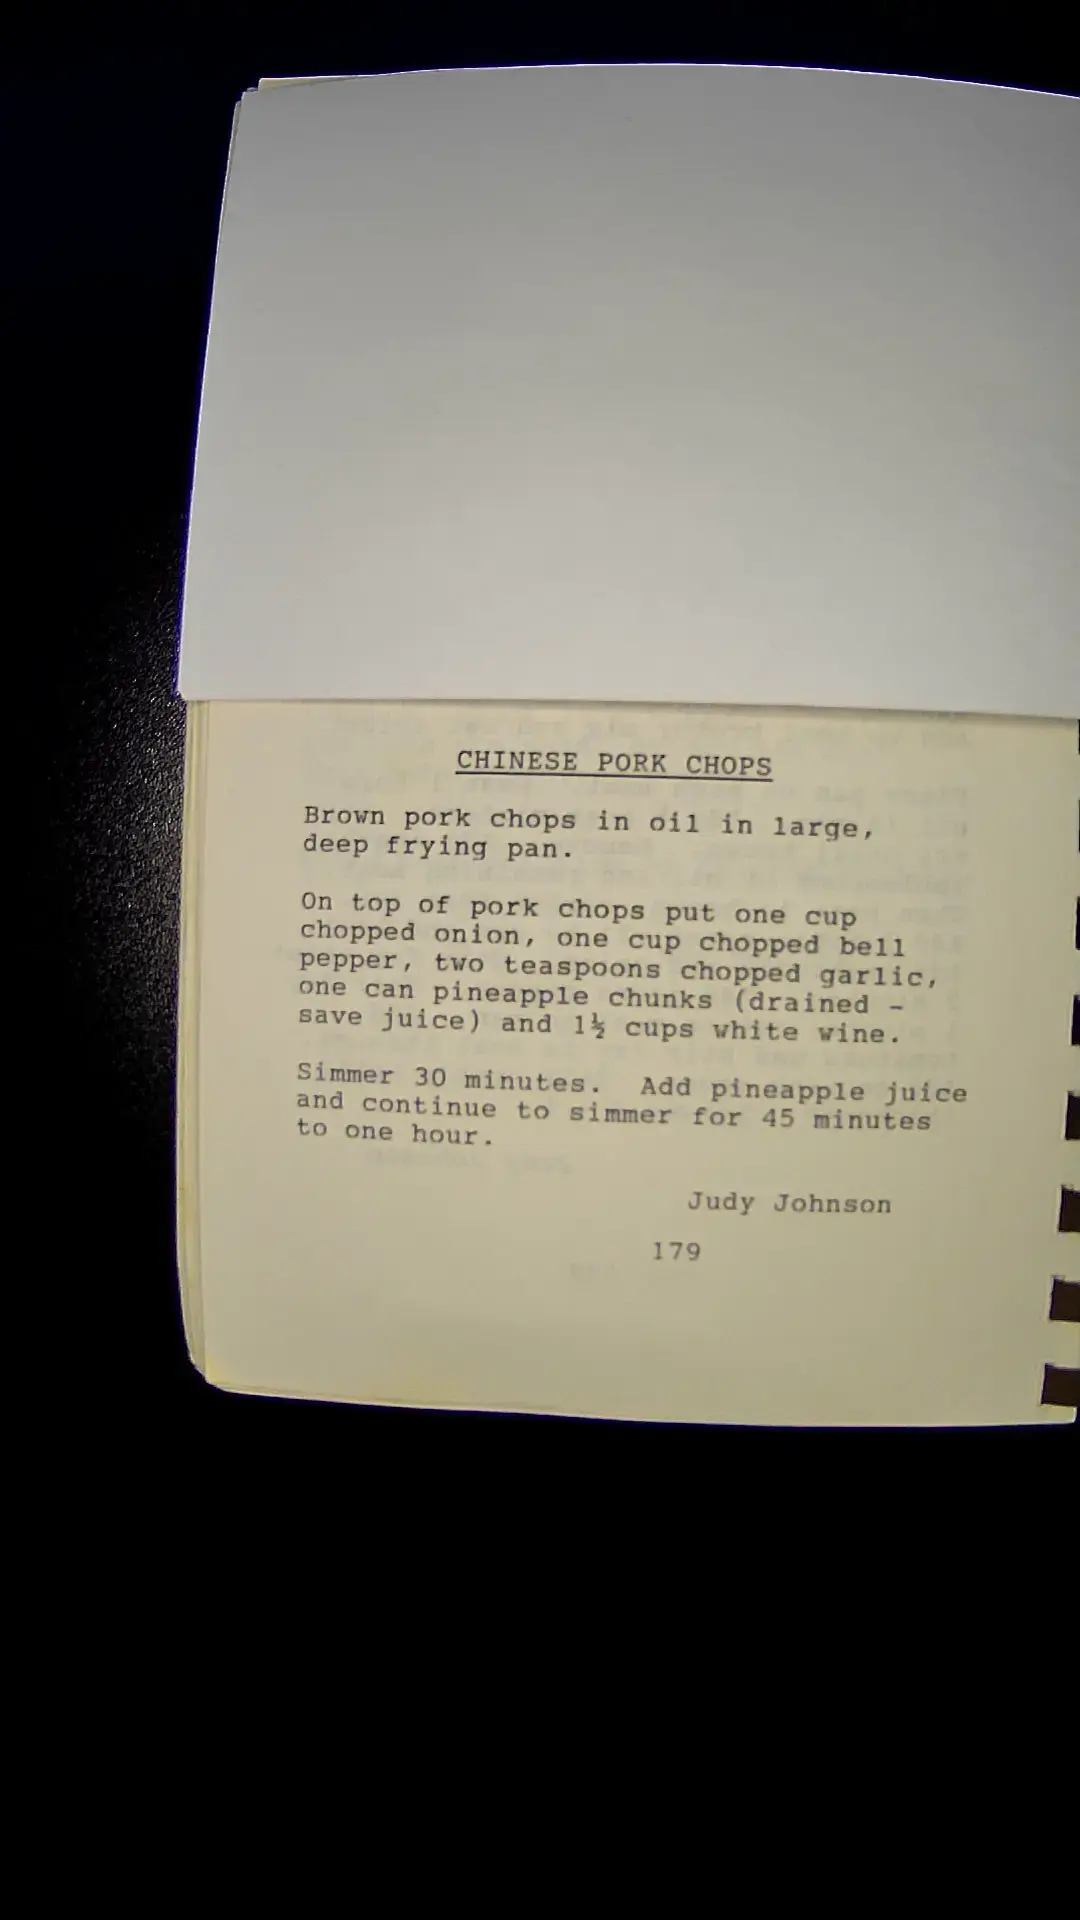 CHINESE PORK CHOPS
Brown pork chops in oil in large,
deep frying pan.
On top of pork chops put one cup
chopped onion, one cup chopped bell
pepper, two teaspoons chopped garlic,
one can pineapple chunks (drained -
save juice) and 1½ cups white wine.
Simmer 30 minutes.  Add pineapple juice
and continue to simmer for 45 minutes
to one hour.
Judy Johnson
179